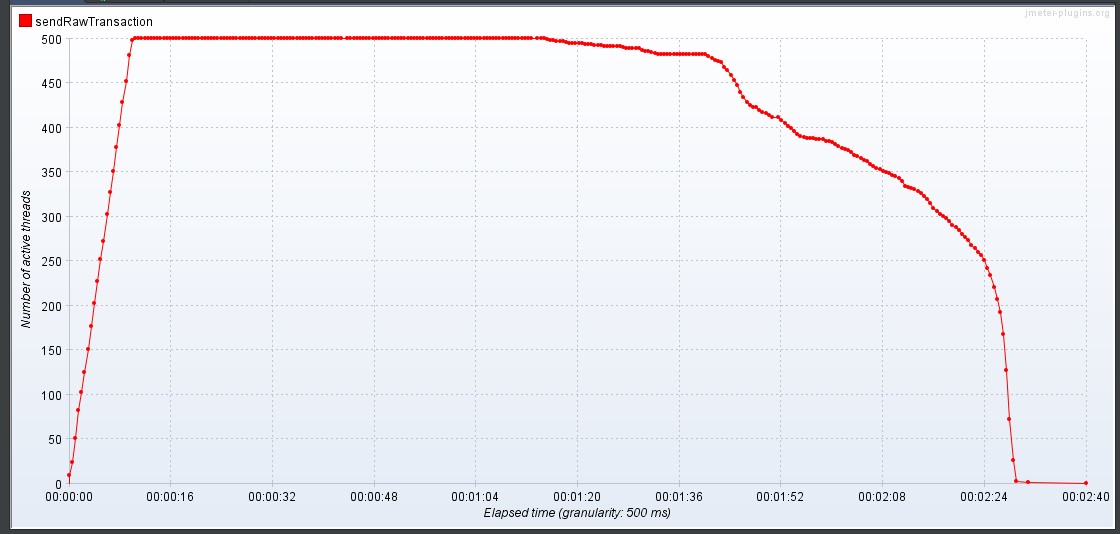 jmeter-plugins.org
sendRawTransaction
500
450
400
350
300
250
200
150
100
50
0
Number of active threads
00:00:00 00:00:16 00:00:32 00:00:48 00:01:04 00:01:20 00:01:36 00:01:52 00:02:08 00:02:24 00:02:40
Elapsed time (granularity: 500 ms)